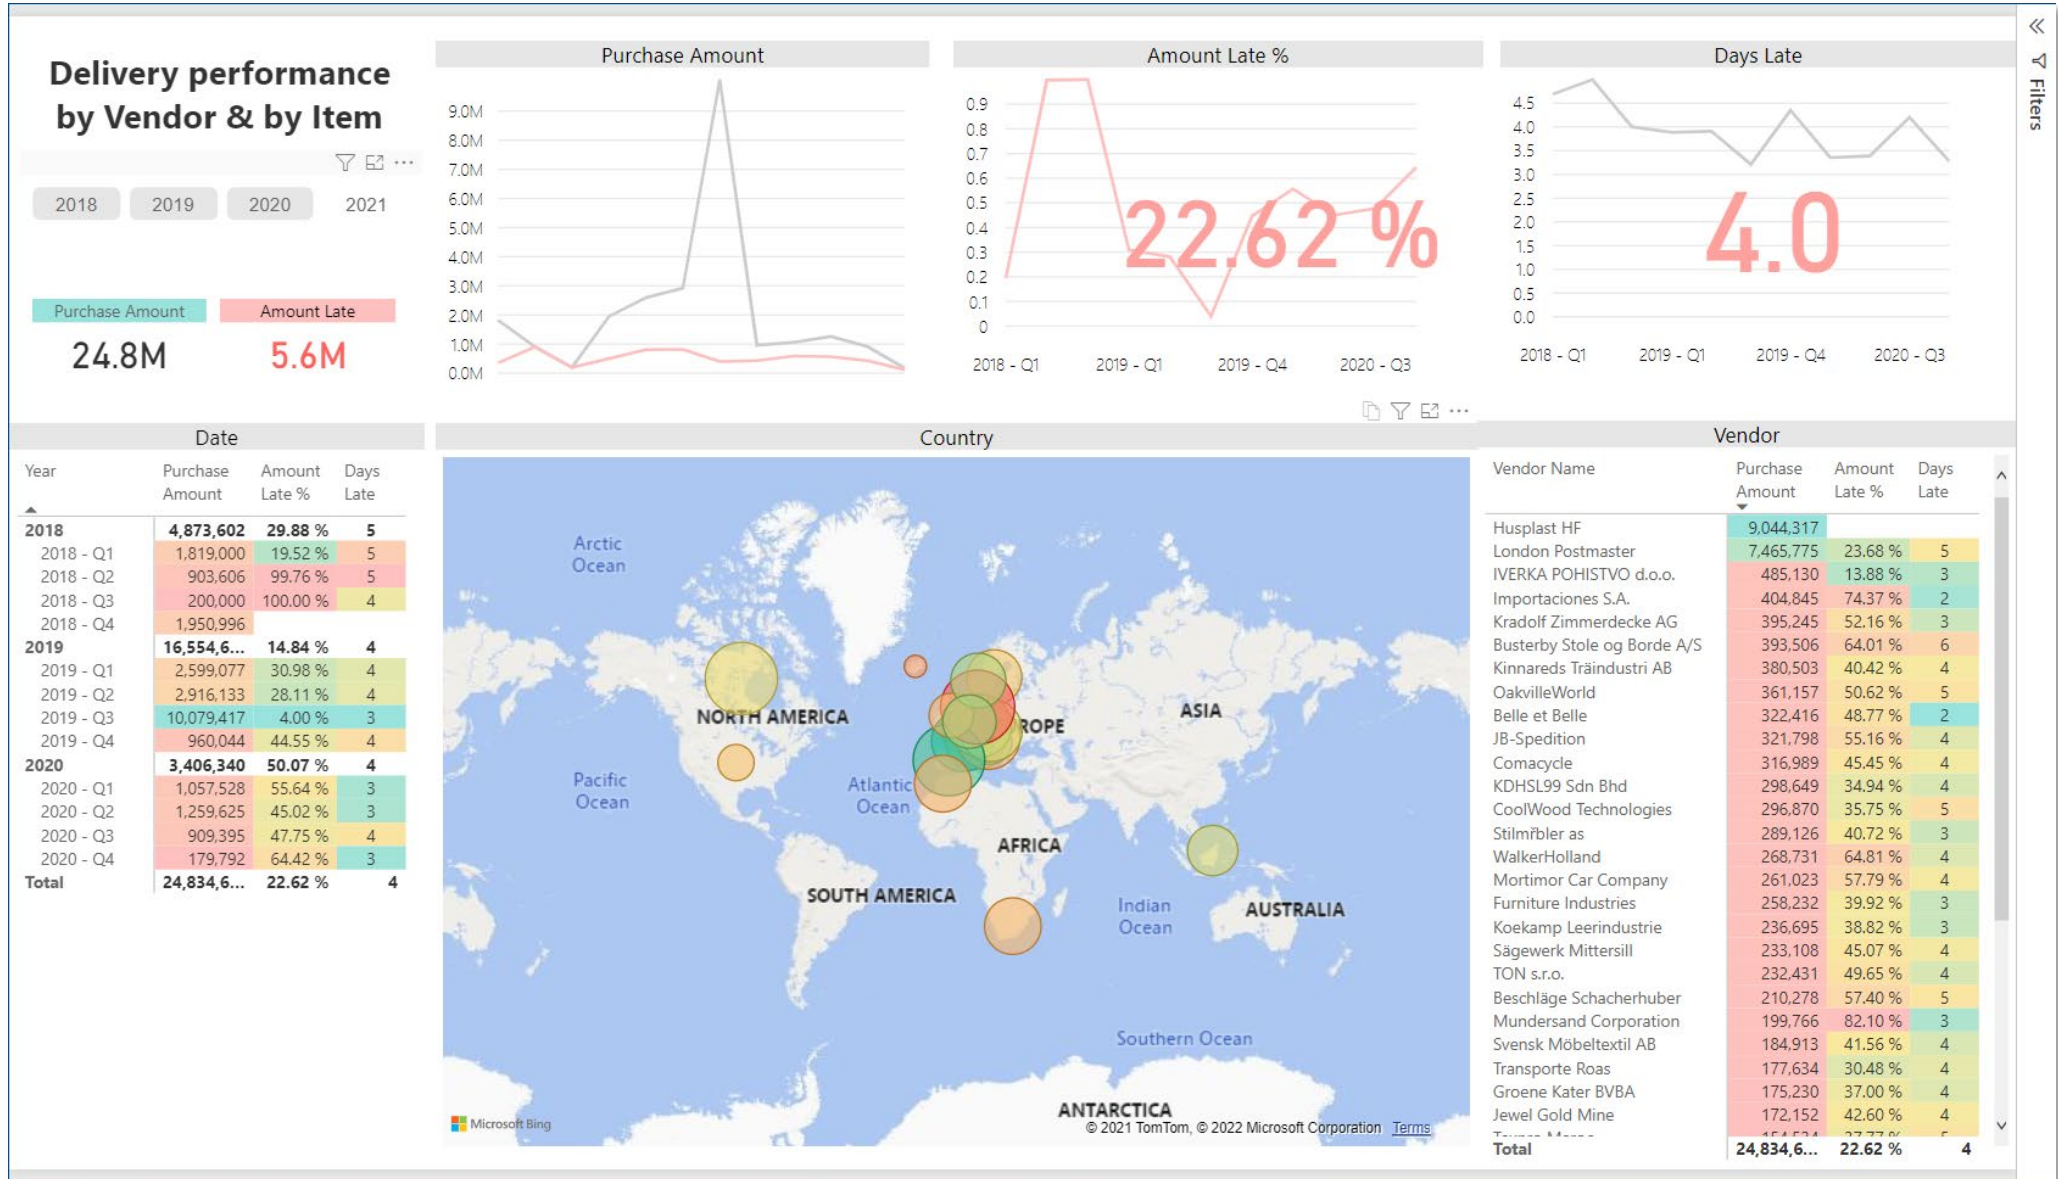 Delivery performance
by Vendor & by Item
2018 2019 2020 2021
Purchase Amount Amount Late
24.8M 5.6M
Purchase Amount
9.0M
8.0M
7.0M
6.0M
5.0M
4.0M
3.0M
2.0M
1.0M
0.0M
Amount Late %
0.9
0.8
0.7
0.6
0.5
0.4
0.3
0.2
0.1
0
22.62 %
2018 - Q1 2019 - Q1 2019 - Q4 2020 - Q3
Days Late
4.5
4.0
3.5
3.0
2.5
2.0
1.5
1.0
0.5
0.0
4.0
2018 - Q1 2019 - Q1 2019 - Q4 2020 - Q3
Filters
Date
Year Purchase Amount Days
Amount Late % Late
2018 4,873,602 29.88 % 5
2018 - Q1 1,819,000 19.52 % 5
2018 - Q2 903,606 99.76 % 5
2018 - Q3 200,000 100.00 % 4
2018 - Q4 1,950,996
2019 16,554,6... 14.84 % 4
2019 - Q1 2,599,077 30.98 % 4
2019 - Q2 2,916,133 28.11 % 4
2019 - Q3 10,079,417 4.00 % 3
2019 - Q4 960,044 44.55 % 4
2020 3,406,340 50.07 % 4
2020 - Q1 1,057,528 55.64 % 3
2020 - Q2 1,259,625 45.02 % 3
2020 - Q3 909,395 47.75 % 4
2020 - Q4 179,792 64.42 % 3
Total 24,834,6... 22.62 % 4
Country
Arctic
Ocean
NORTH AMERICA
ROPE
ASIA
Pacific
Ocean
Atlantic
Ocean
AFRICA
SOUTH AMERICA
Indian
Ocean
AUSTRALIA
Southern Ocean
ANTARCTICA
Microsoft Bing
© 2021 TomTom, © 2022 Microsoft Corporation Terms
Vendor
Vendor Name Purchase Amount Days
Amount Late % Late
Husplast HF 9,044,317
London Postmaster 7,465,775 23.68 % 5
IVERKA POHISTVO d.o.o. 485,130 13.88 % 3
Importaciones S.A. 404,845 74.37 % 2
Kradolf Zimmerdecke AG 395,245 52.16 % 3
Busterby Stole og Borde A/S 393,506 64.01 % 6
Kinnareds Träindustri AB 380,503 40.42 % 4
OakvilleWorld 361,157 50.62 % 5
Belle et Belle 322,416 48.77 % 2
JB-Spedition 321,798 55.16 % 4
Comacycle 316,989 45.45 % 4
KDHSL99 Sdn Bhd 298,649 34.94 % 4
CoolWood Technologies 296,870 35.75 % 5
Stilmřbler as 289,126 40.72 % 3
WalkerHolland 268,731 64.81 % 4
Mortimor Car Company 261,023 57.79 % 4
Furniture Industries 258,232 39.92 % 3
Koekamp Leerindustrie 236,695 38.82 % 3
Sägewerk Mittersill 233,108 45.07 % 4
TON s.r.o. 232,431 49.65 % 4
Beschläge Schacherhuber 210,278 57.40 % 5
Mundersand Corporation 199,766 82.10 % 3
Svensk Möbeltextil AB 184,913 41.56 % 4
Transporte Roas 177,634 30.48 % 4
Groene Kater BVBA 175,230 37.00 % 4
Jewel Gold Mine 172,152 42.60 % 4
Total 24,834,6... 22.62 % 4